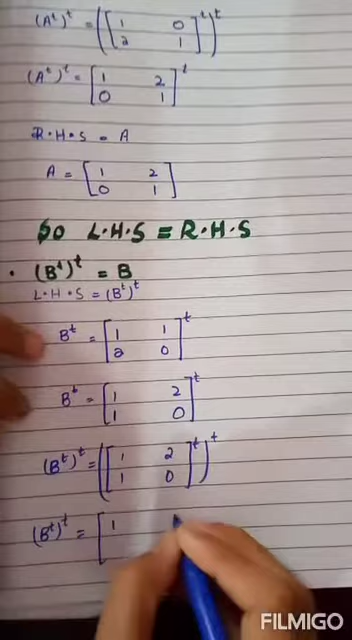 (Aᵗ)ᵗ = ([1 0
2 1]ᵗ)ᵗ
(Aᵗ)ᵗ = [1 2
0 1]ᵗ
R.H.S = A
A = [1 2
0 1]
So L.H.S = R.H.S
• (Bᵗ)ᵗ = B
L.H.S = (Bᵗ)ᵗ
Bᵗ = [1 1
2 0]ᵗ
Bᵗ = [1 2
1 0]ᵗ
(Bᵗ)ᵗ = ([1 2
1 0]ᵗ)ᵗ
(Bᵗ)ᵗ = [1
FILMIGO